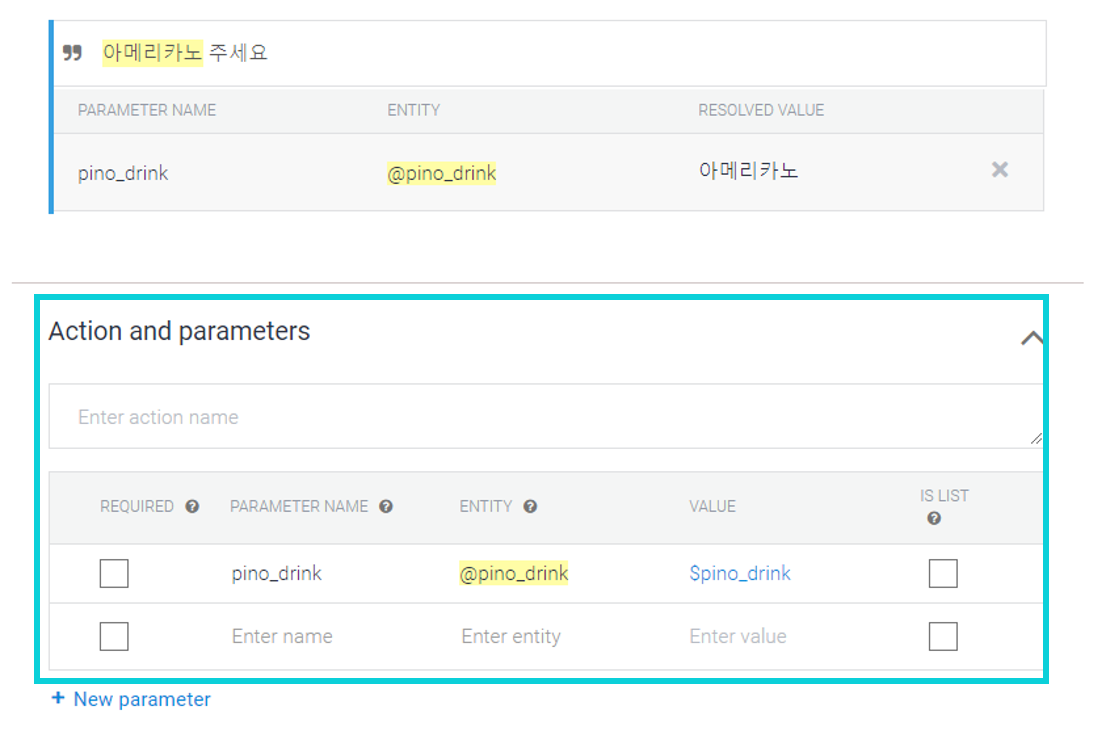 ❞ 아메리카노 주세요
PARAMETER NAME ENTITY RESOLVED VALUE
pino_drink @pino_drink 아메리카노 ×
Action and parameters
Enter action name
REQUIRED ? PARAMETER NAME ? ENTITY ? VALUE IS LIST ?
pino_drink @pino_drink $pino_drink
Enter name Enter entity Enter value
+ New parameter